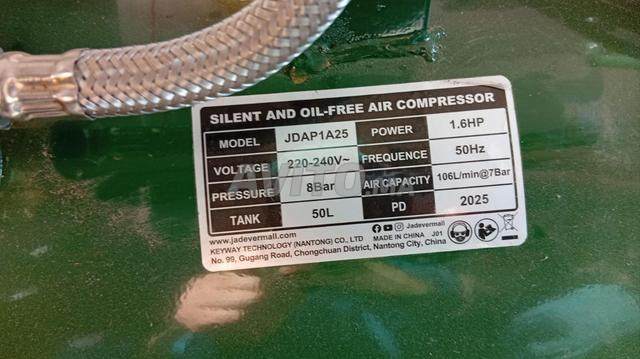 SILENT AND OIL-FREE AIR COMPRESSOR
MODEL JDAP1A25 POWER 1.6HP
VOLTAGE 220-240V~ FREQUENCE 50Hz
PRESSURE 8Bar AIR CAPACITY 106L/min@7Bar
TANK 50L PD 2025
www.jadevermall.com Jadevermall
KEYWAY TECHNOLOGY (NANTONG) CO., LTD MADE IN CHINA J01
No. 99, Gugang Road, Chongchuan District, Nantong City, China
AVITO.MA